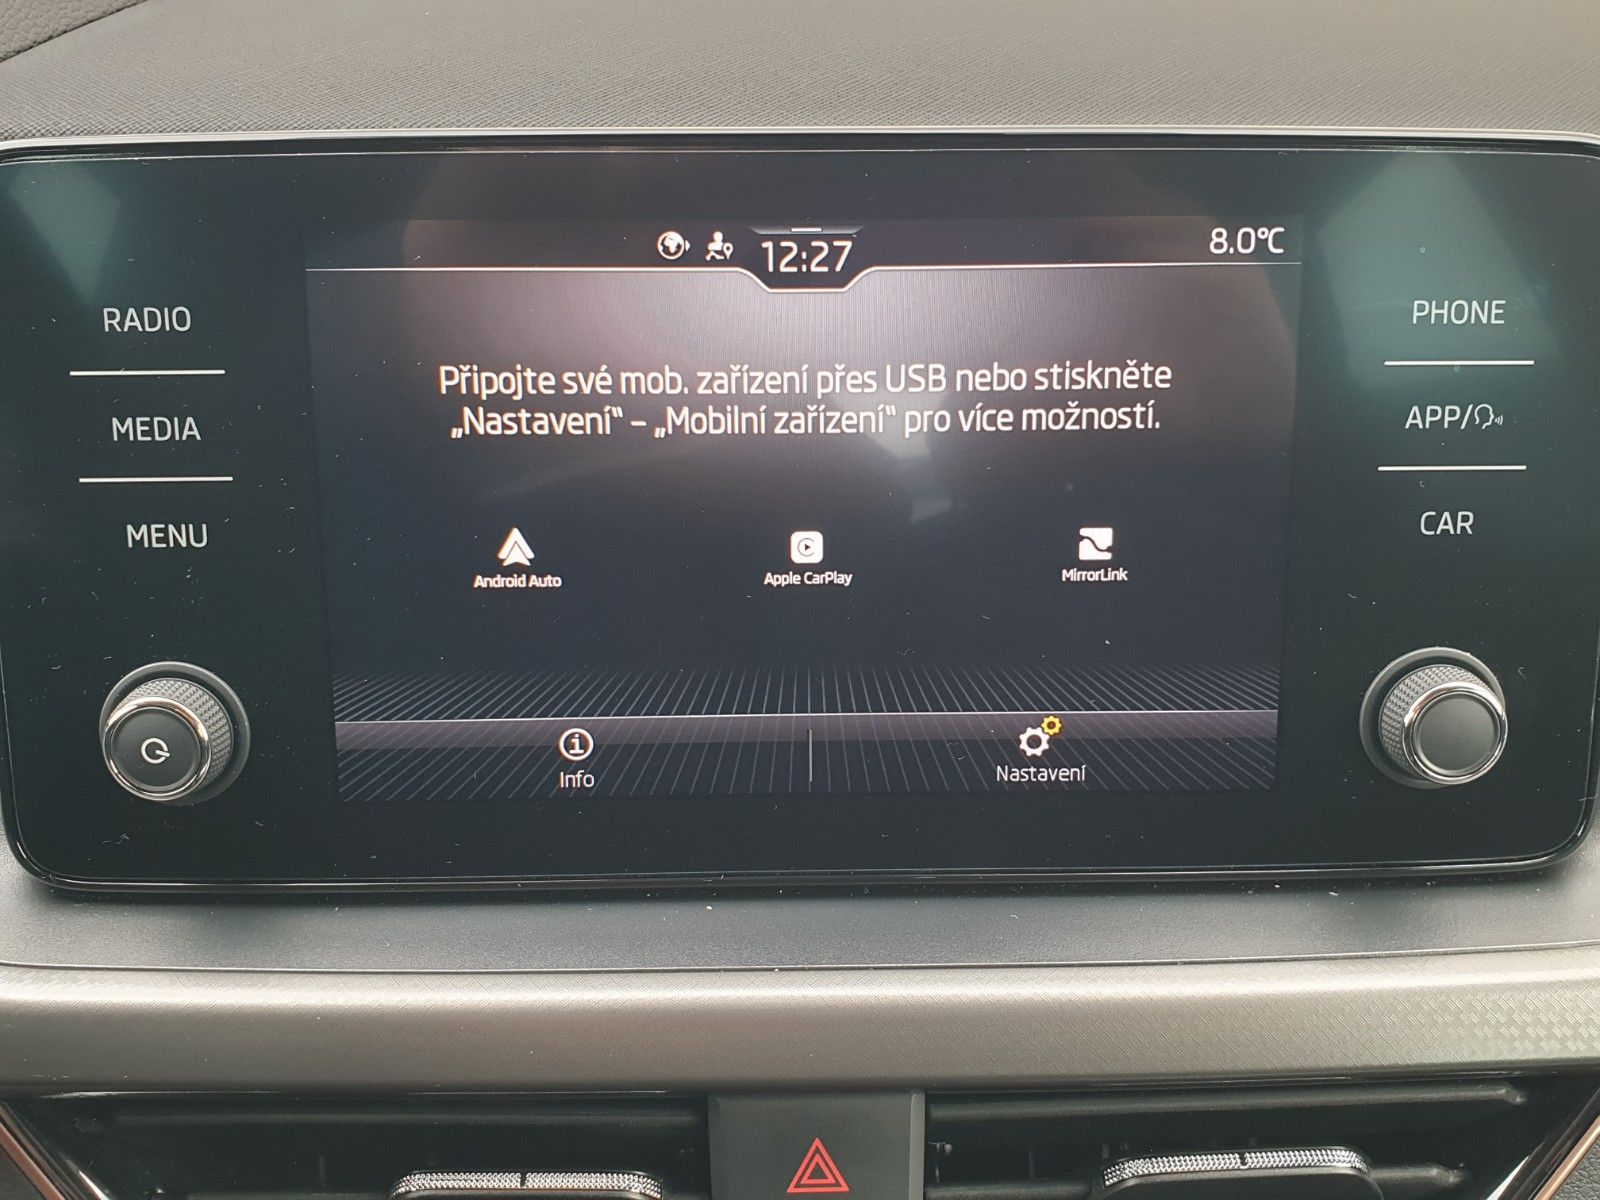 12:27
8.0°C
RADIO
MEDIA
MENU
Připojte své mob. zařízení přes USB nebo stiskněte
„Nastavení“ – „Mobilní zařízení“ pro více možností.
Android Auto
Apple CarPlay
MirrorLink
Info
Nastavení
PHONE
APP/
CAR